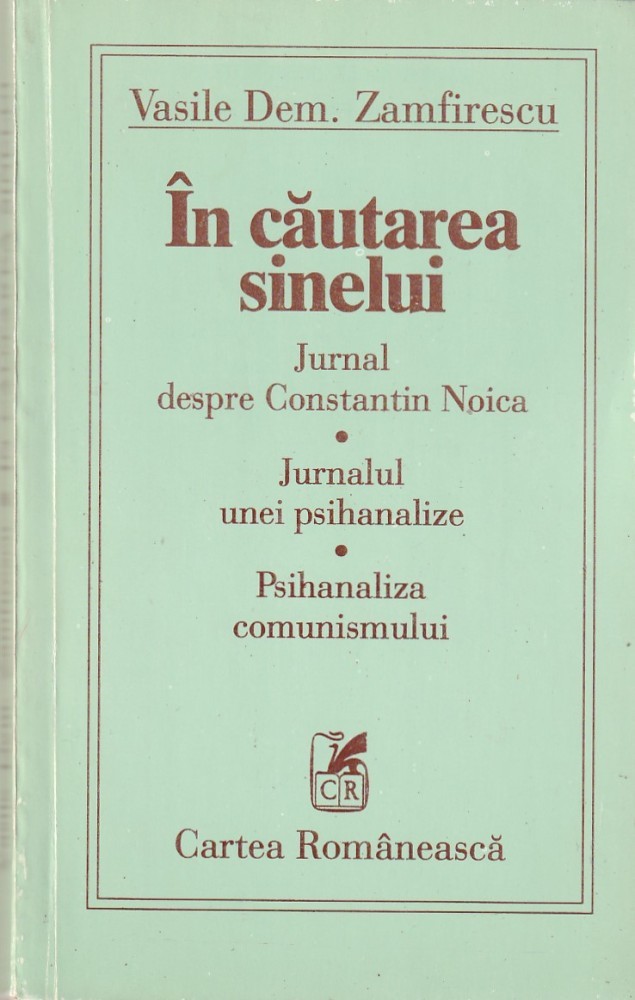 Vasile Dem. Zamfirescu
În căutarea
sinelui
Jurnal
despre Constantin Noica
•
Jurnalul
unei psihanalize
•
Psihanaliza
comunismului
CR
Cartea Românească